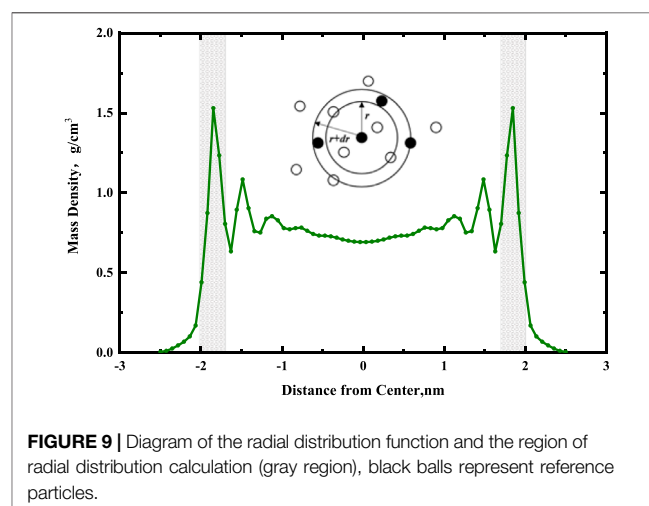 2.0
1.5
1.0
0.5
0.0
Mass Density, g/cm³
r
r+dr
-3 -2 -1 0 1 2 3
Distance from Center,nm
FIGURE 9 | Diagram of the radial distribution function and the region of
radial distribution calculation (gray region), black balls represent reference
particles.